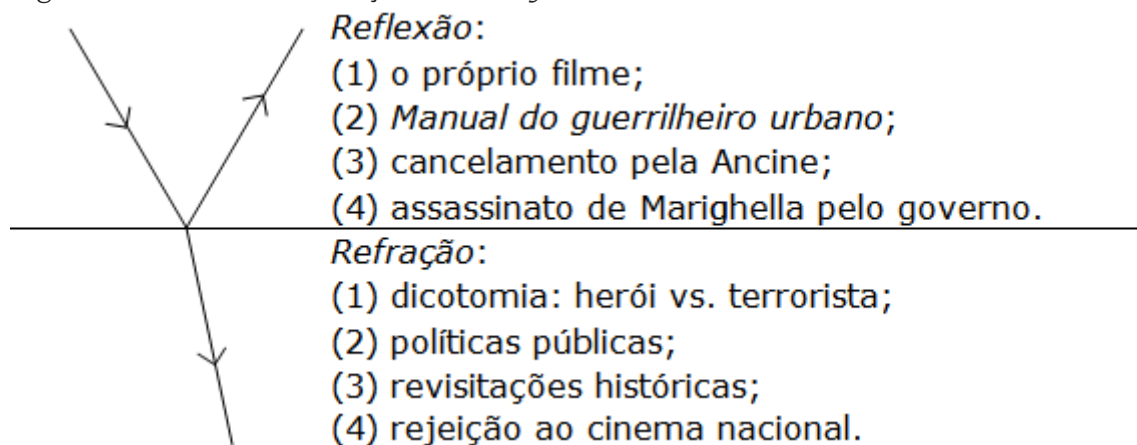 Reflexão:
(1) o próprio filme;
(2) Manual do guerrilheiro urbano;
(3) cancelamento pela Ancine;
(4) assassinato de Marighella pelo governo.
Refração:
(1) dicotomia: herói vs. terrorista;
(2) políticas públicas;
(3) revisitações históricas;
(4) rejeição ao cinema nacional.